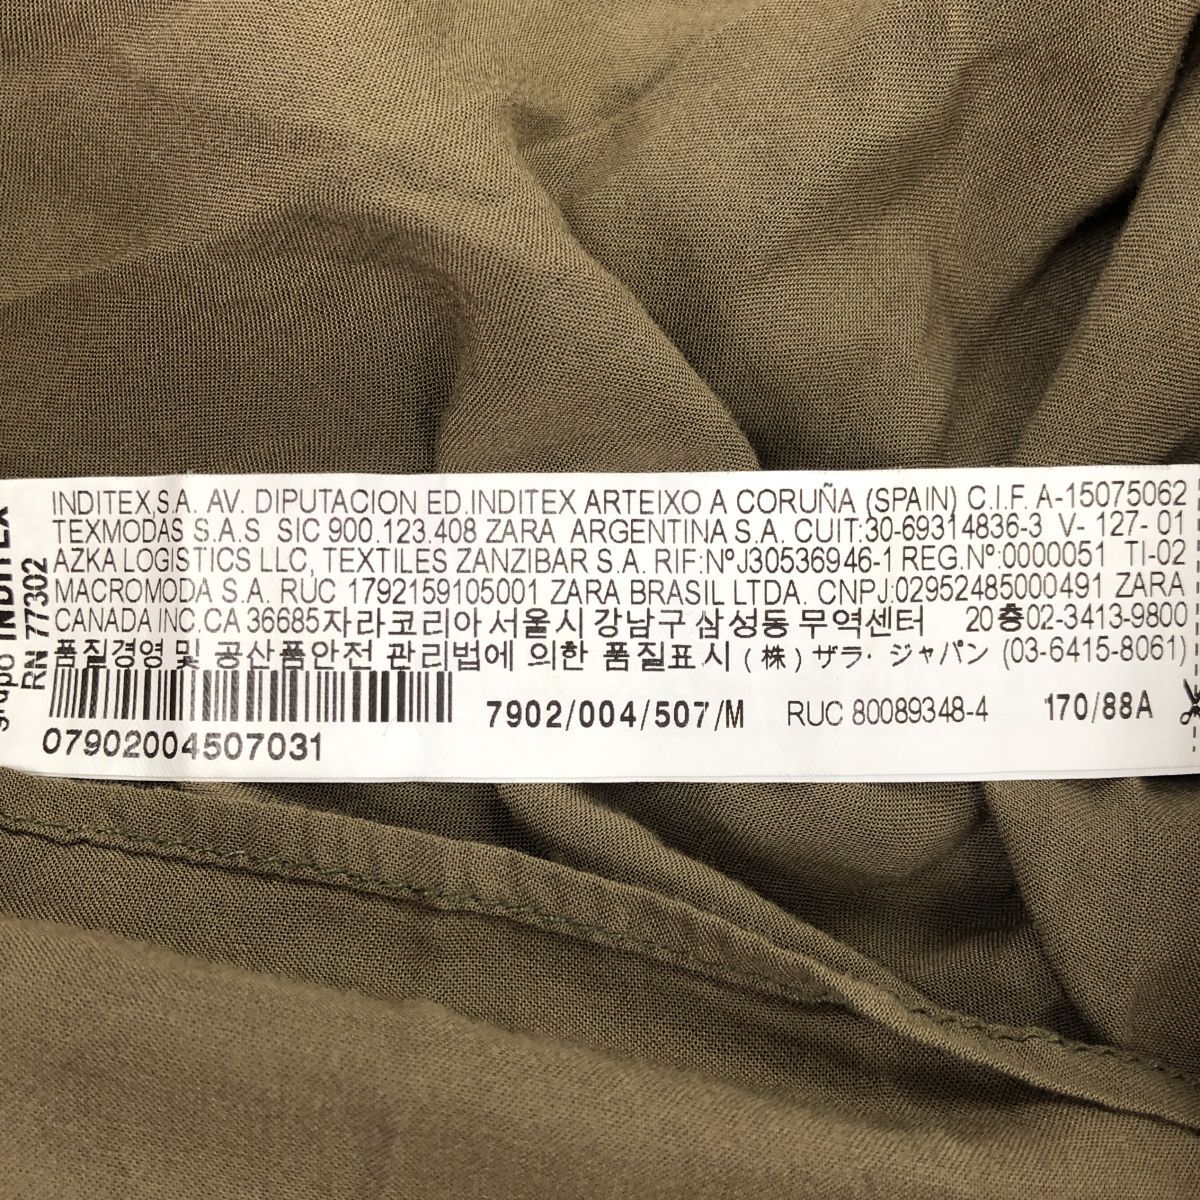 grupo INDITEX
RN 77302
INDITEX,S.A. AV. DIPUTACION ED.INDITEX ARTEIXO A CORUÑA (SPAIN) C.I.F. A-15075062
TEXMODAS S.A.S SIC 900.123.408 ZARA ARGENTINA S.A. CUIT:30-69314836-3 V- 127- 01
AZKA LOGISTICS LLC, TEXTILES ZANZIBAR S.A. RIF:NºJ30536946-1 REG.Nº:0000051 TI-02
MACROMODA S.A. RUC 1792159105001 ZARA BRASIL LTDA. CNPJ:02952485000491 ZARA
CANADA INC.CA 36685자라코리아 서울시 강남구 삼성동 무역센터 20층02-3413-9800
품질경영 및 공산품안전 관리법에 의한 품질표시 (株) ザラ・ジャパン (03-6415-8061)
7902/004/507/M RUC 80089348-4 170/88A
07902004507031